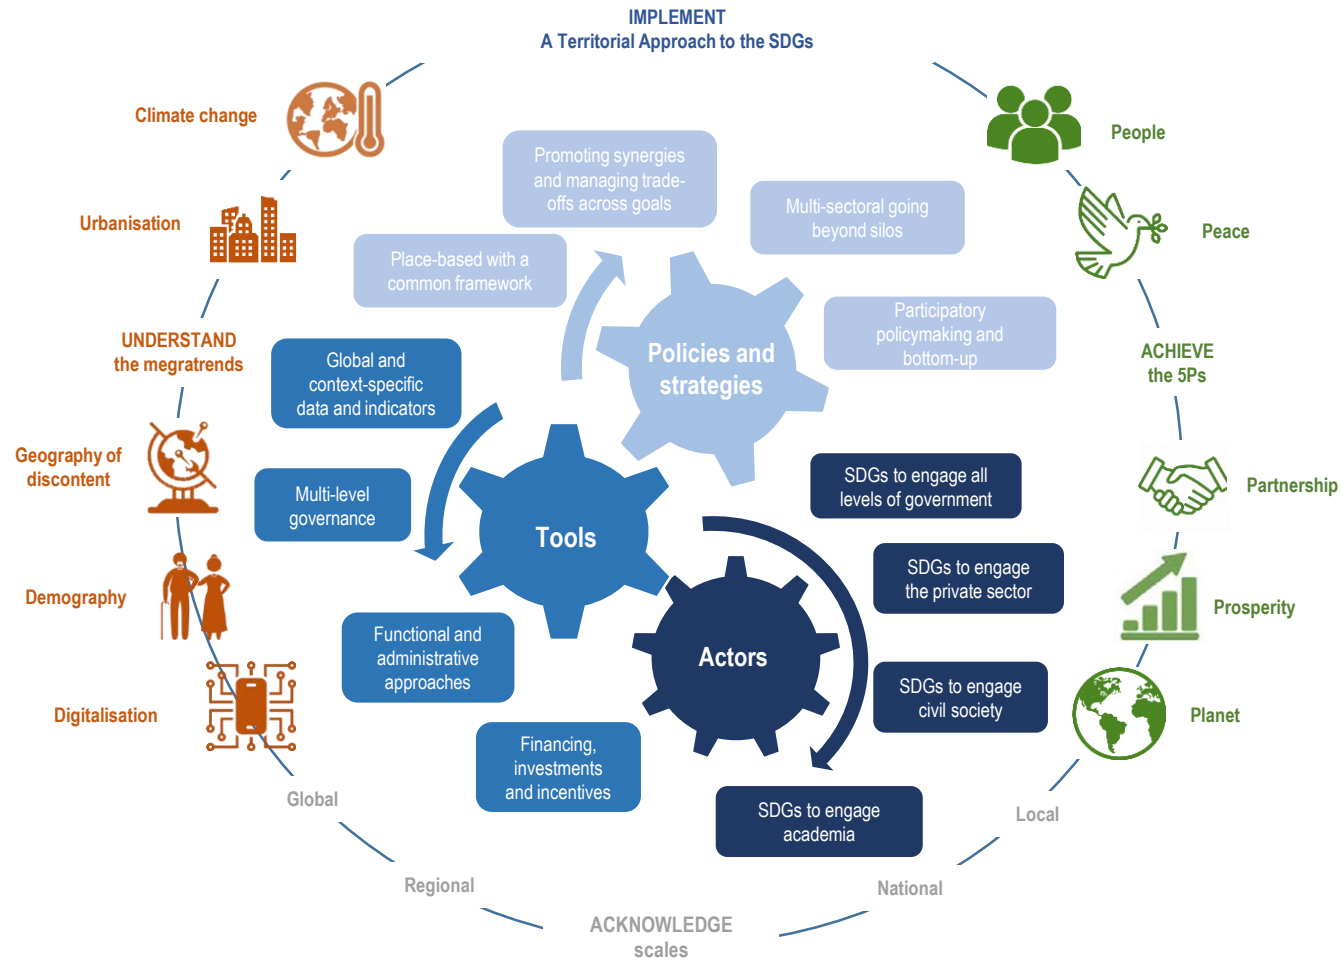 IMPLEMENT
A Territorial Approach to the SDGs
Climate change
Urbanisation
UNDERSTAND
the megratrends
Geography of
discontent
Demography
Digitalisation
People
Peace
ACHIEVE
the 5Ps
Partnership
Prosperity
Planet
Promoting synergies
and managing trade-
offs across goals
Multi-sectoral going
beyond silos
Place-based with a
common framework
Participatory
policymaking and
bottom-up
Policies and
strategies
Global and
context-specific
data and indicators
Multi-level
governance
Tools
Functional and
administrative
approaches
Financing,
investments
and incentives
SDGs to engage all
levels of government
SDGs to engage
the private sector
Actors
SDGs to engage
civil society
SDGs to engage
academia
Global
Regional
ACKNOWLEDGE
scales
National
Local